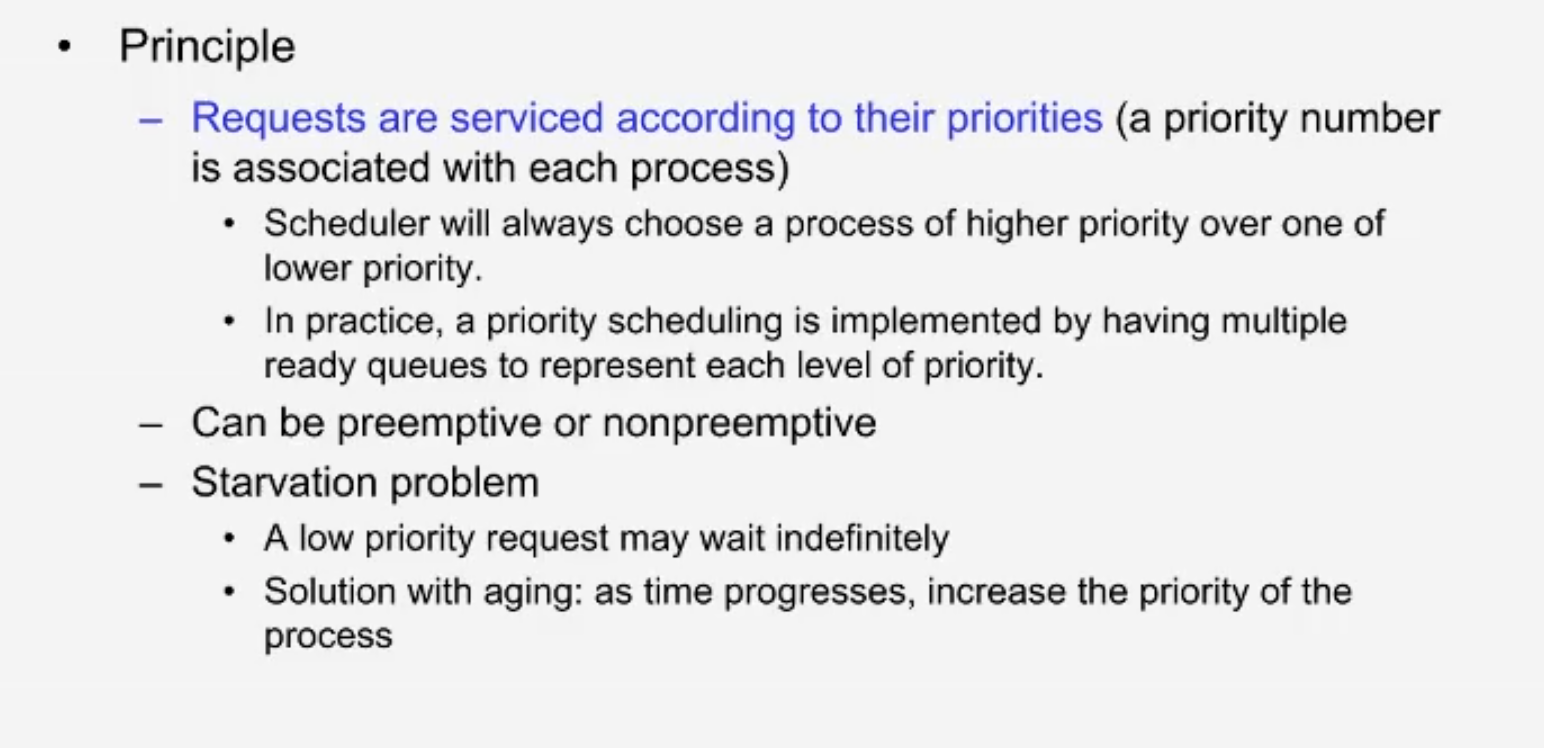 • Principle
– Requests are serviced according to their priorities (a priority number
is associated with each process)
• Scheduler will always choose a process of higher priority over one of
lower priority.
• In practice, a priority scheduling is implemented by having multiple
ready queues to represent each level of priority.
– Can be preemptive or nonpreemptive
– Starvation problem
• A low priority request may wait indefinitely
• Solution with aging: as time progresses, increase the priority of the
process